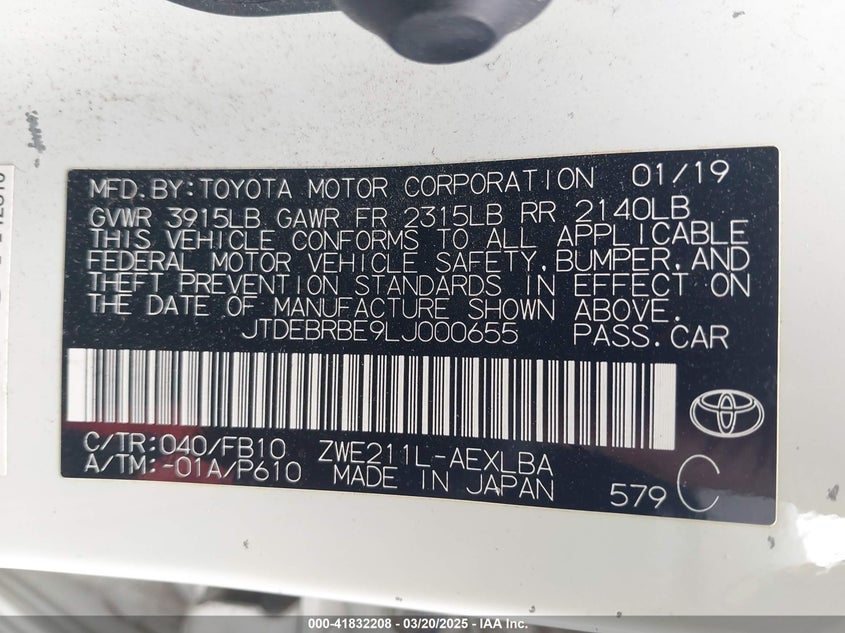 MFD.BY:TOYOTA MOTOR CORPORATION 01/19
GVWR 3915LB GAWR FR 2315LB RR 2140LB
THIS VEHICLE CONFORMS TO ALL APPLICABLE
FEDERAL MOTOR VEHICLE SAFETY,BUMPER,AND
THEFT PREVENTION STANDARDS IN EFFECT ON
THE DATE OF MANUFACTURE SHOWN ABOVE.
JTDEBRBE9LJ000655 PASS.CAR
C/TR:040/FB10 ZWE211L-AEXLBA
A/TM:-01A/P610 MADE IN JAPAN
579 C
000-41832208 - 03/20/2025 - IAA Inc.